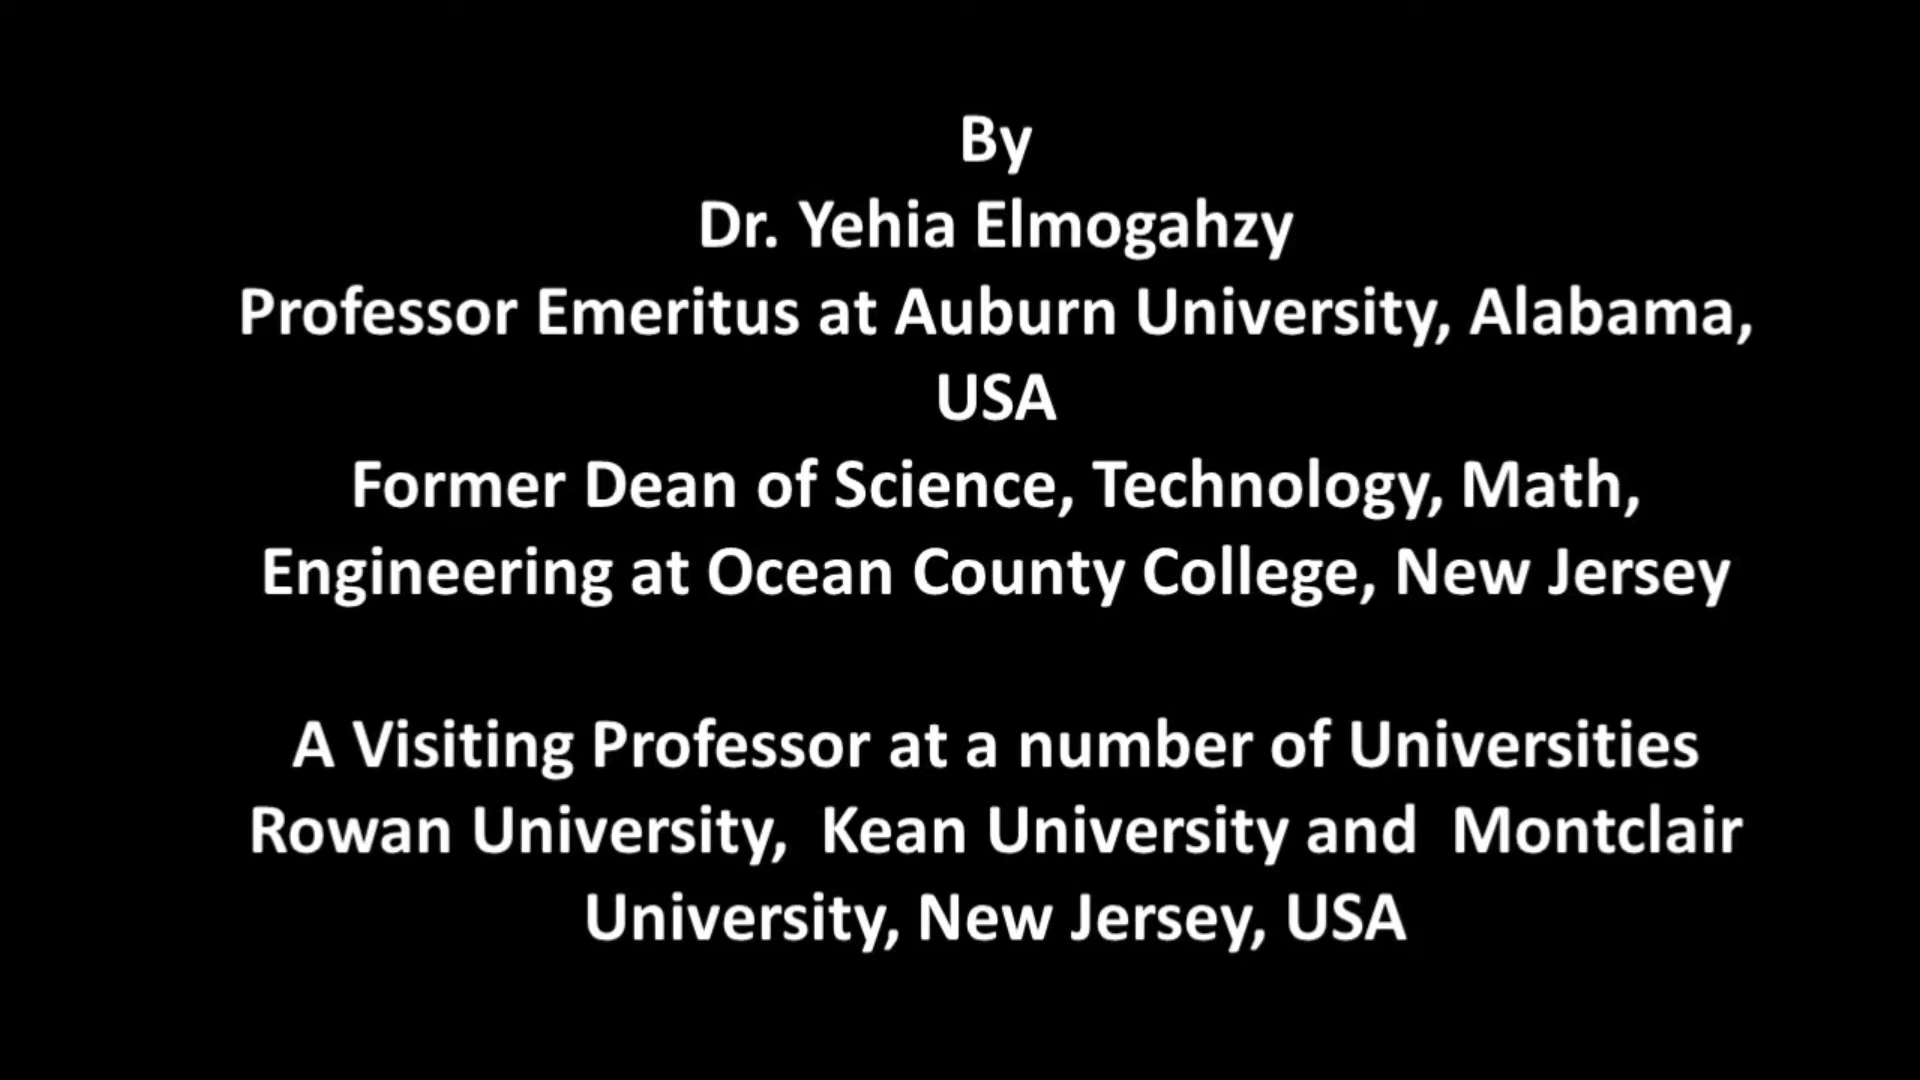 By
Dr. Yehia Elmogahzy
Professor Emeritus at Auburn University, Alabama,
USA
Former Dean of Science, Technology, Math,
Engineering at Ocean County College, New Jersey
A Visiting Professor at a number of Universities
Rowan University,  Kean University and  Montclair
University, New Jersey, USA